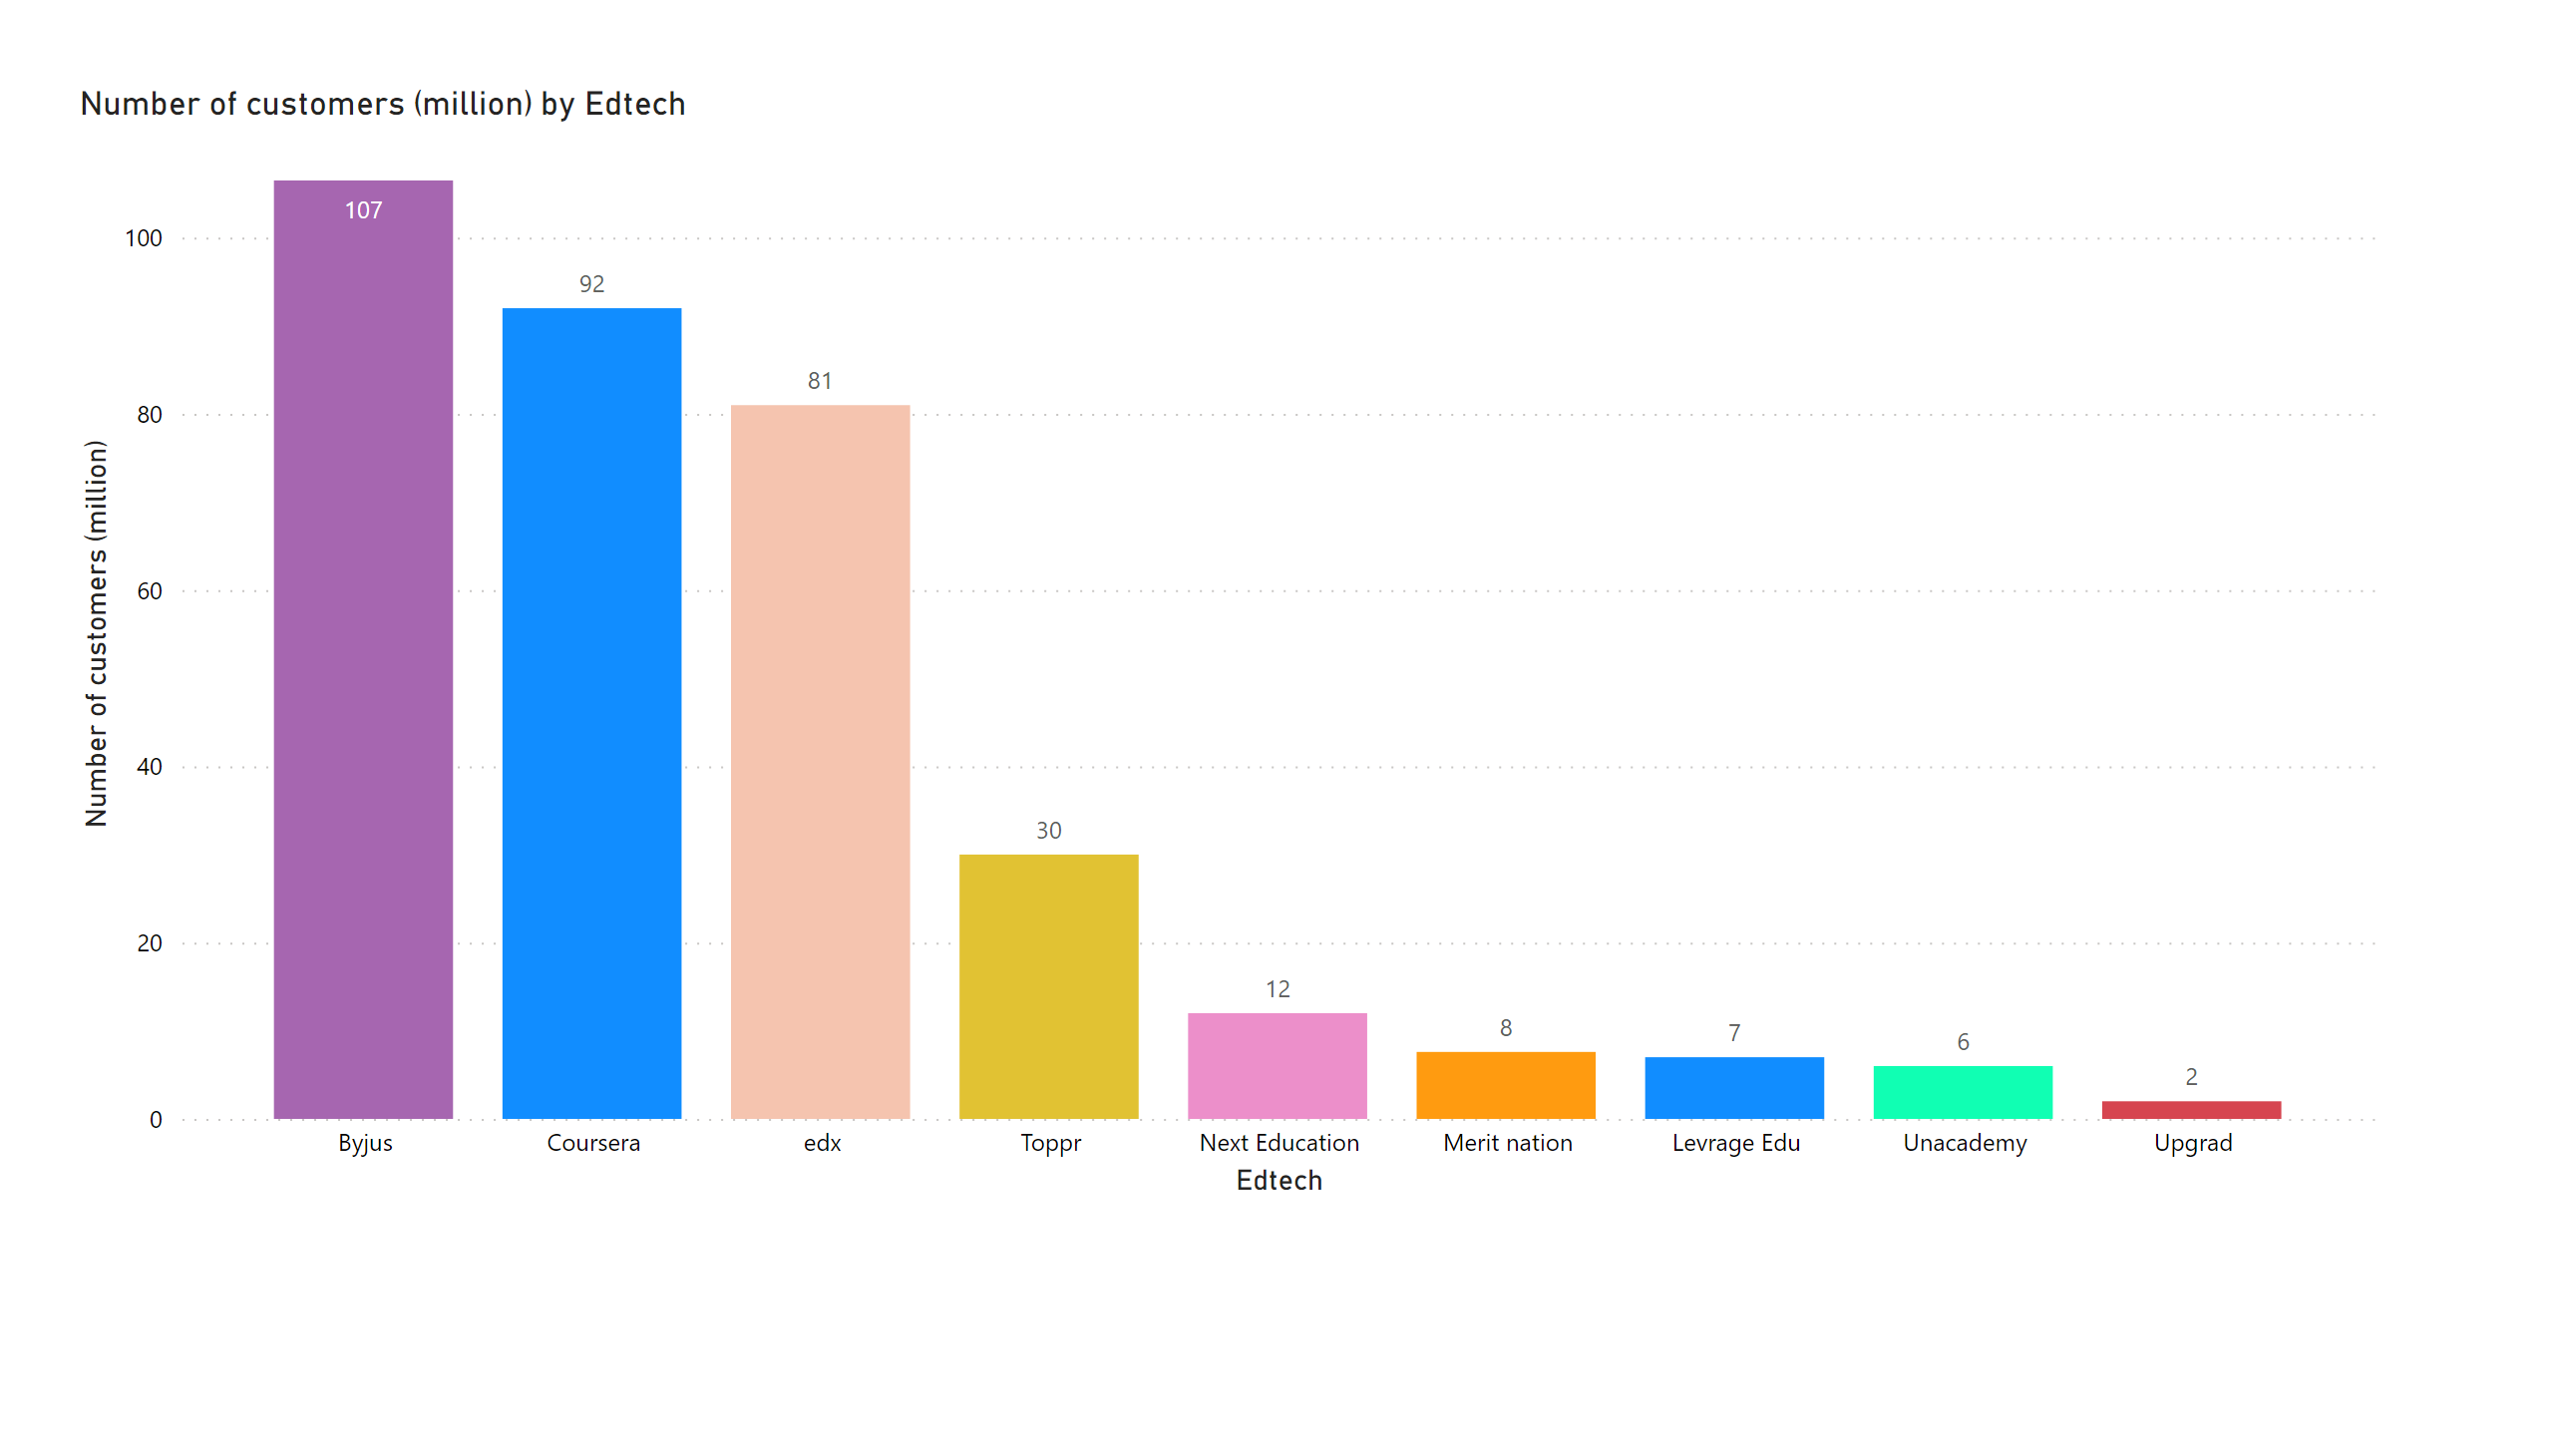 Number of customers (million) by Edtech
Number of customers (million)
100
80
60
40
20
0
107
92
81
30
12
8
7
6
2
Byjus
Coursera
edx
Toppr
Next Education
Merit nation
Levrage Edu
Unacademy
Upgrad
Edtech